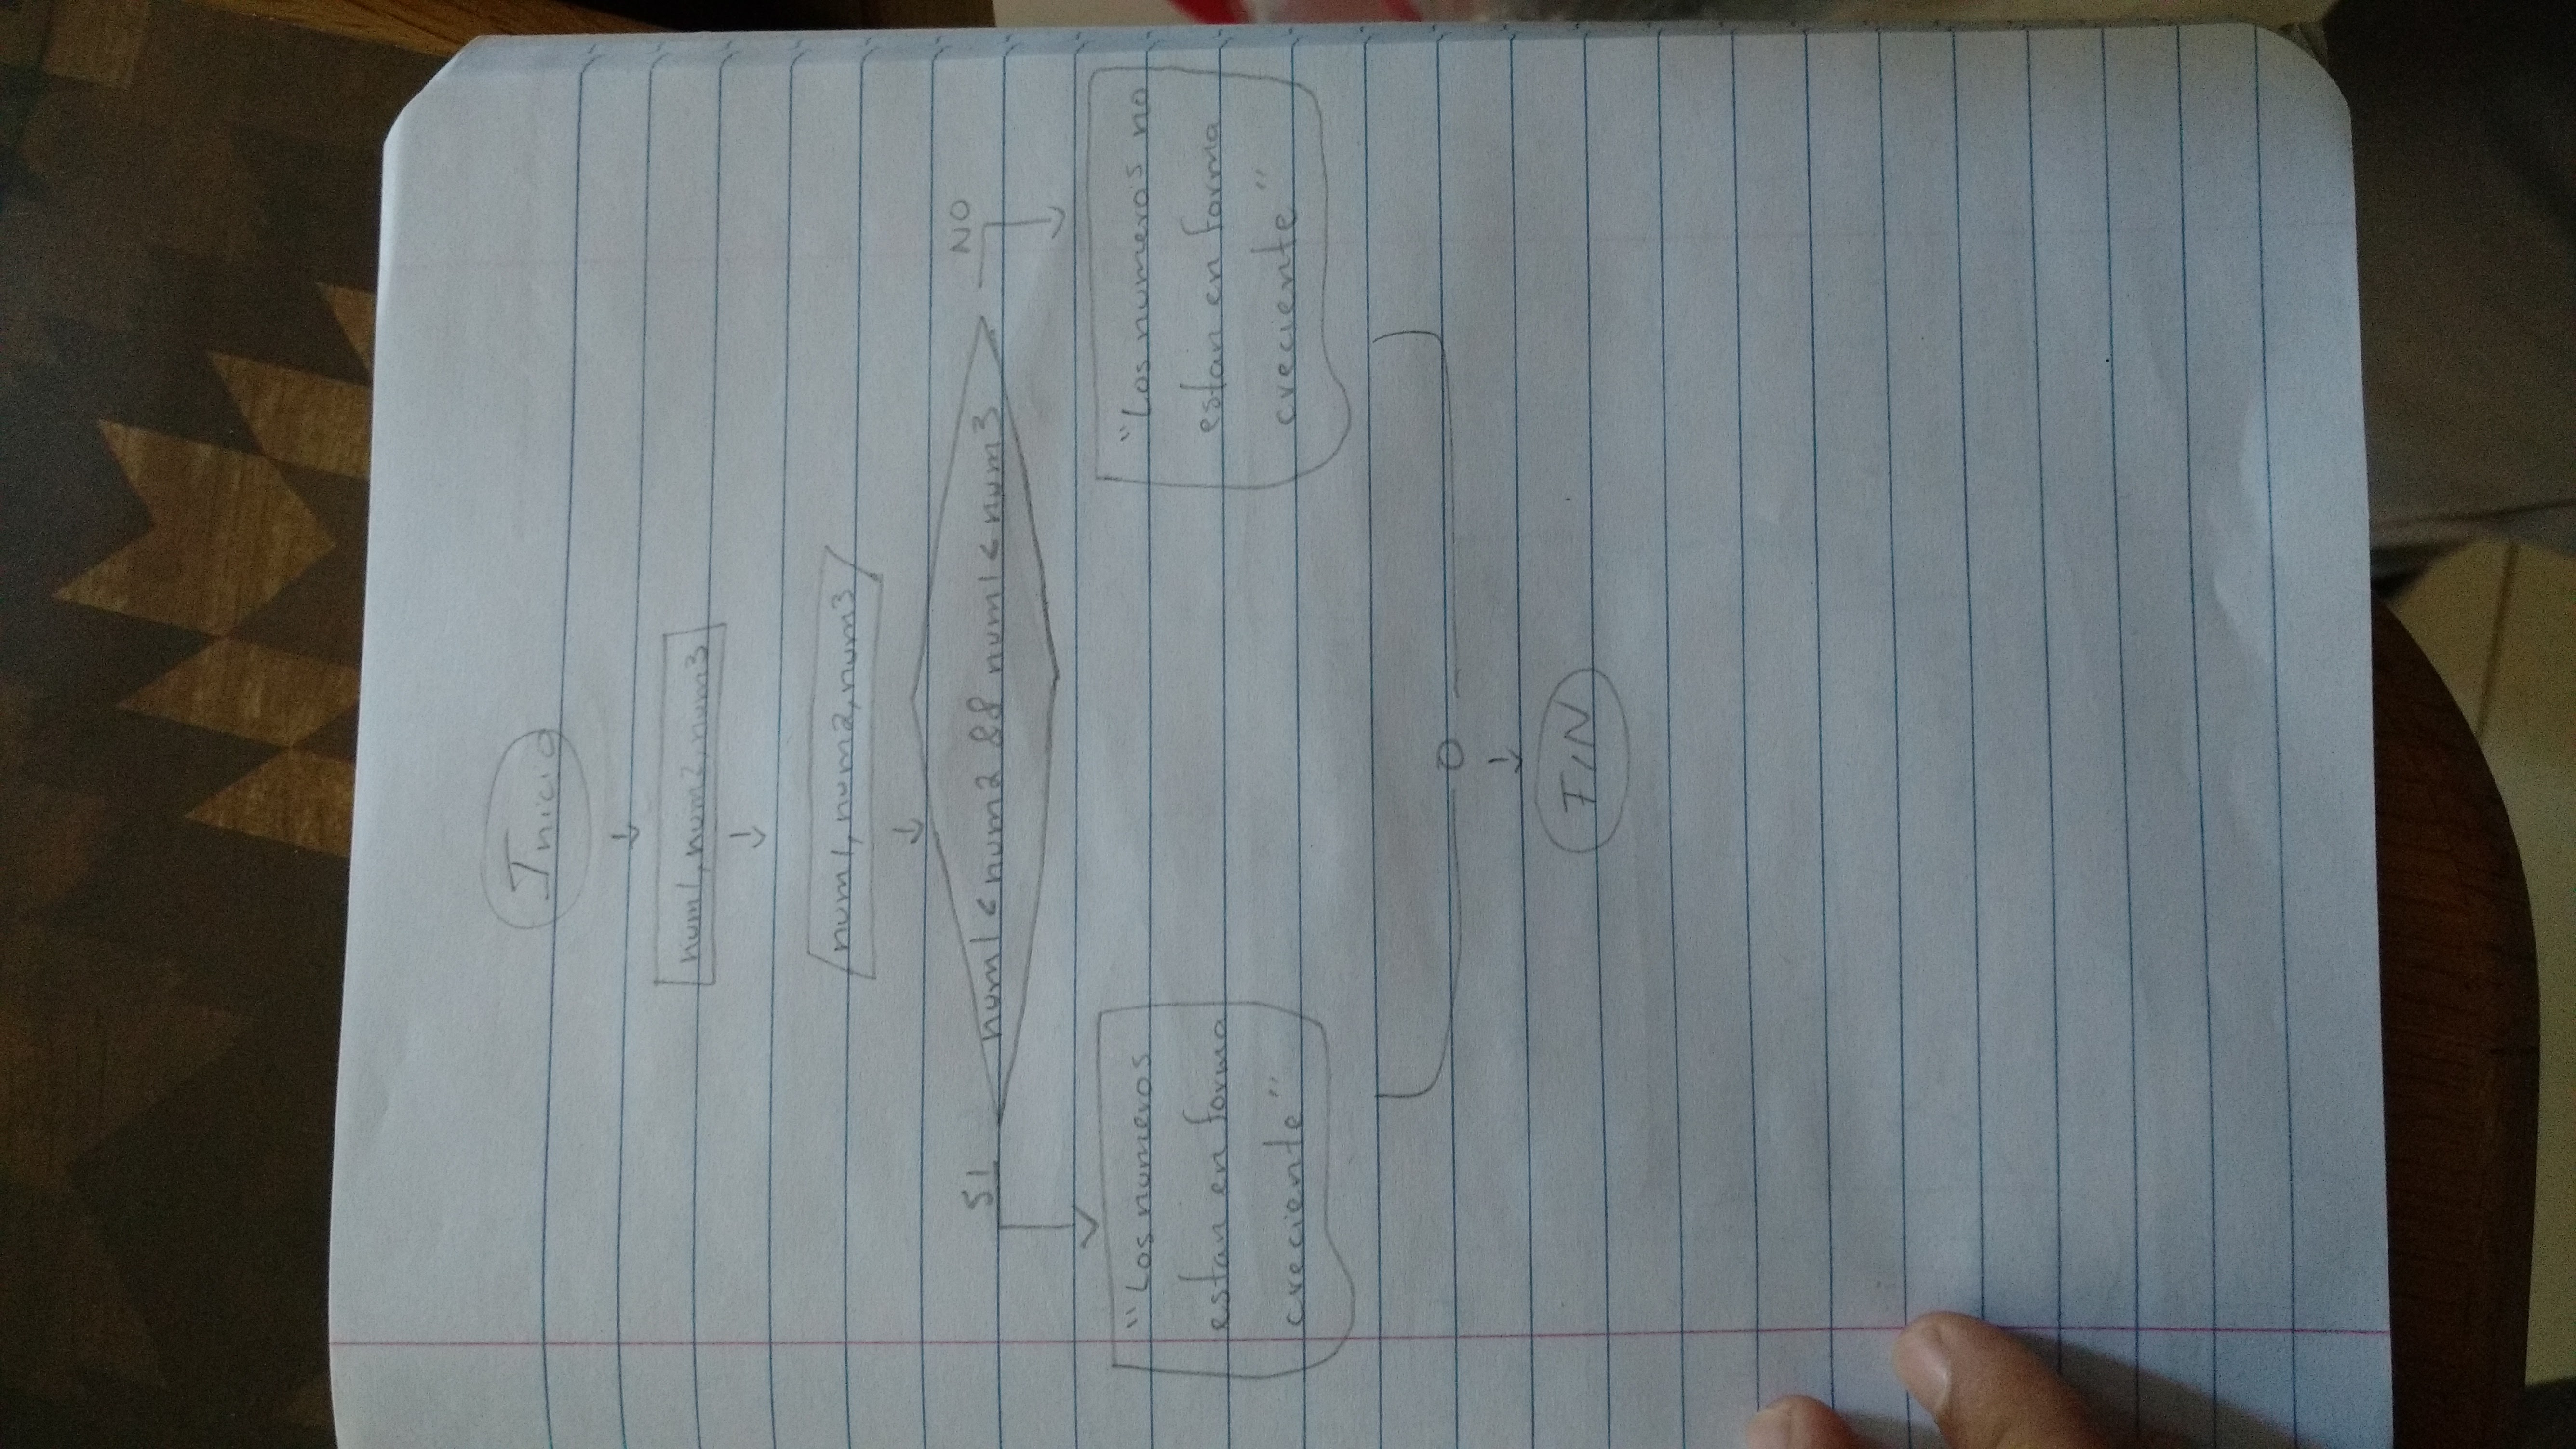 Inicio
num1, num2, num3
num1, num2, num3
num1 < num2 && num1 < num3
SI
NO
"Los numeros
estan en forma
creciente"
"Los numeros no
estan en forma
creciente"
FIN